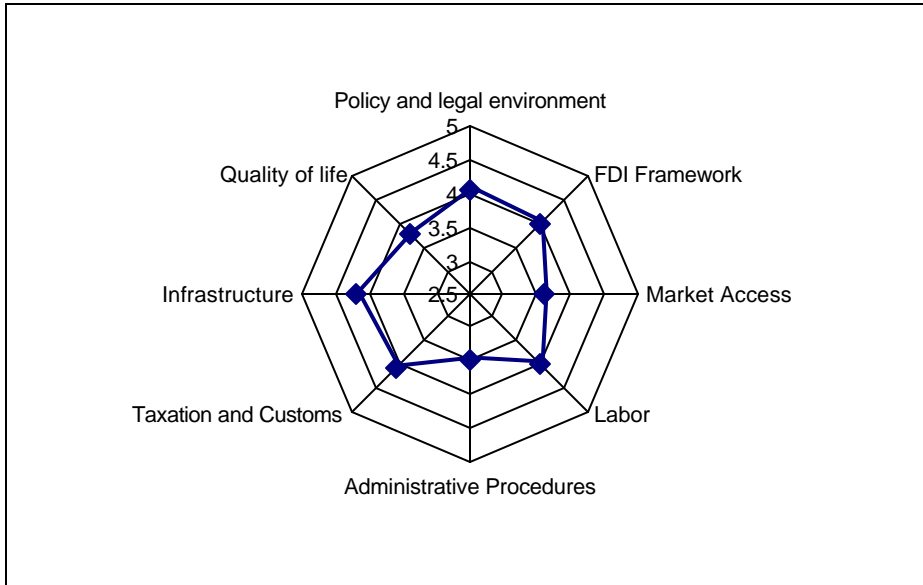 Policy and legal environment
5
4.5
Quality of life
FDI Framework
4
3.5
3
Infrastructure
2.5
Market Access
Taxation and Customs
Labor
Administrative Procedures